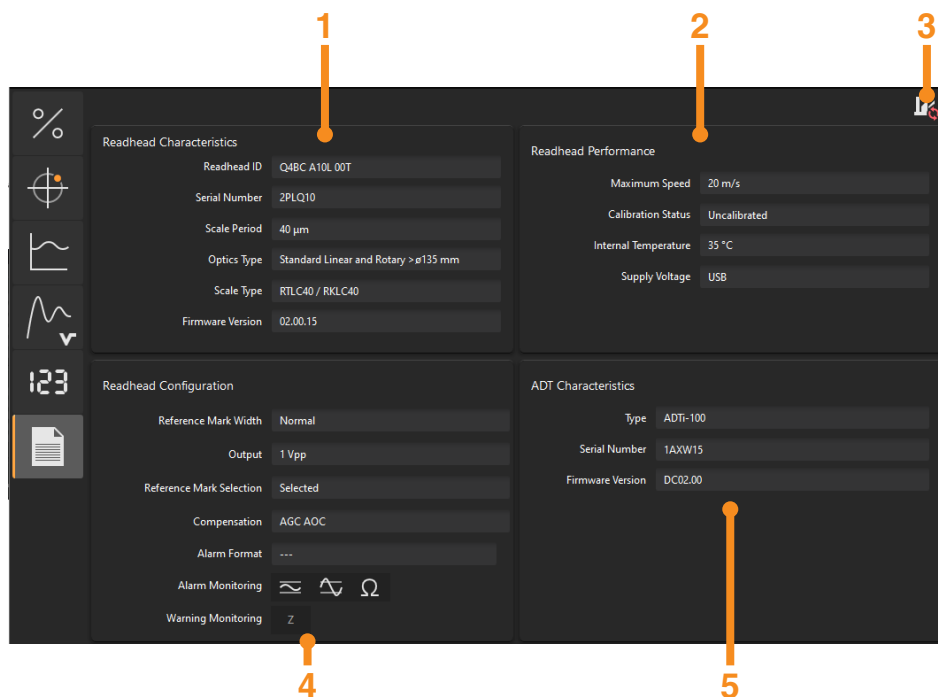 1
2
3
%
Readhead Characteristics
Readhead ID Q4BC A10L 00T
Serial Number 2PLQ10
Scale Period 40 µm
Optics Type Standard Linear and Rotary >ø135 mm
Scale Type RTLC40 / RKLC40
Firmware Version 02.00.15
Readhead Performance
Maximum Speed 20 m/s
Calibration Status Uncalibrated
Internal Temperature 35 °C
Supply Voltage USB
123
Readhead Configuration
Reference Mark Width Normal
Output 1 Vpp
Reference Mark Selection Selected
Compensation AGC AOC
Alarm Format ---
Alarm Monitoring Ω
Warning Monitoring Z
ADT Characteristics
Type ADTi-100
Serial Number 1AXW15
Firmware Version DC02.00
4
5